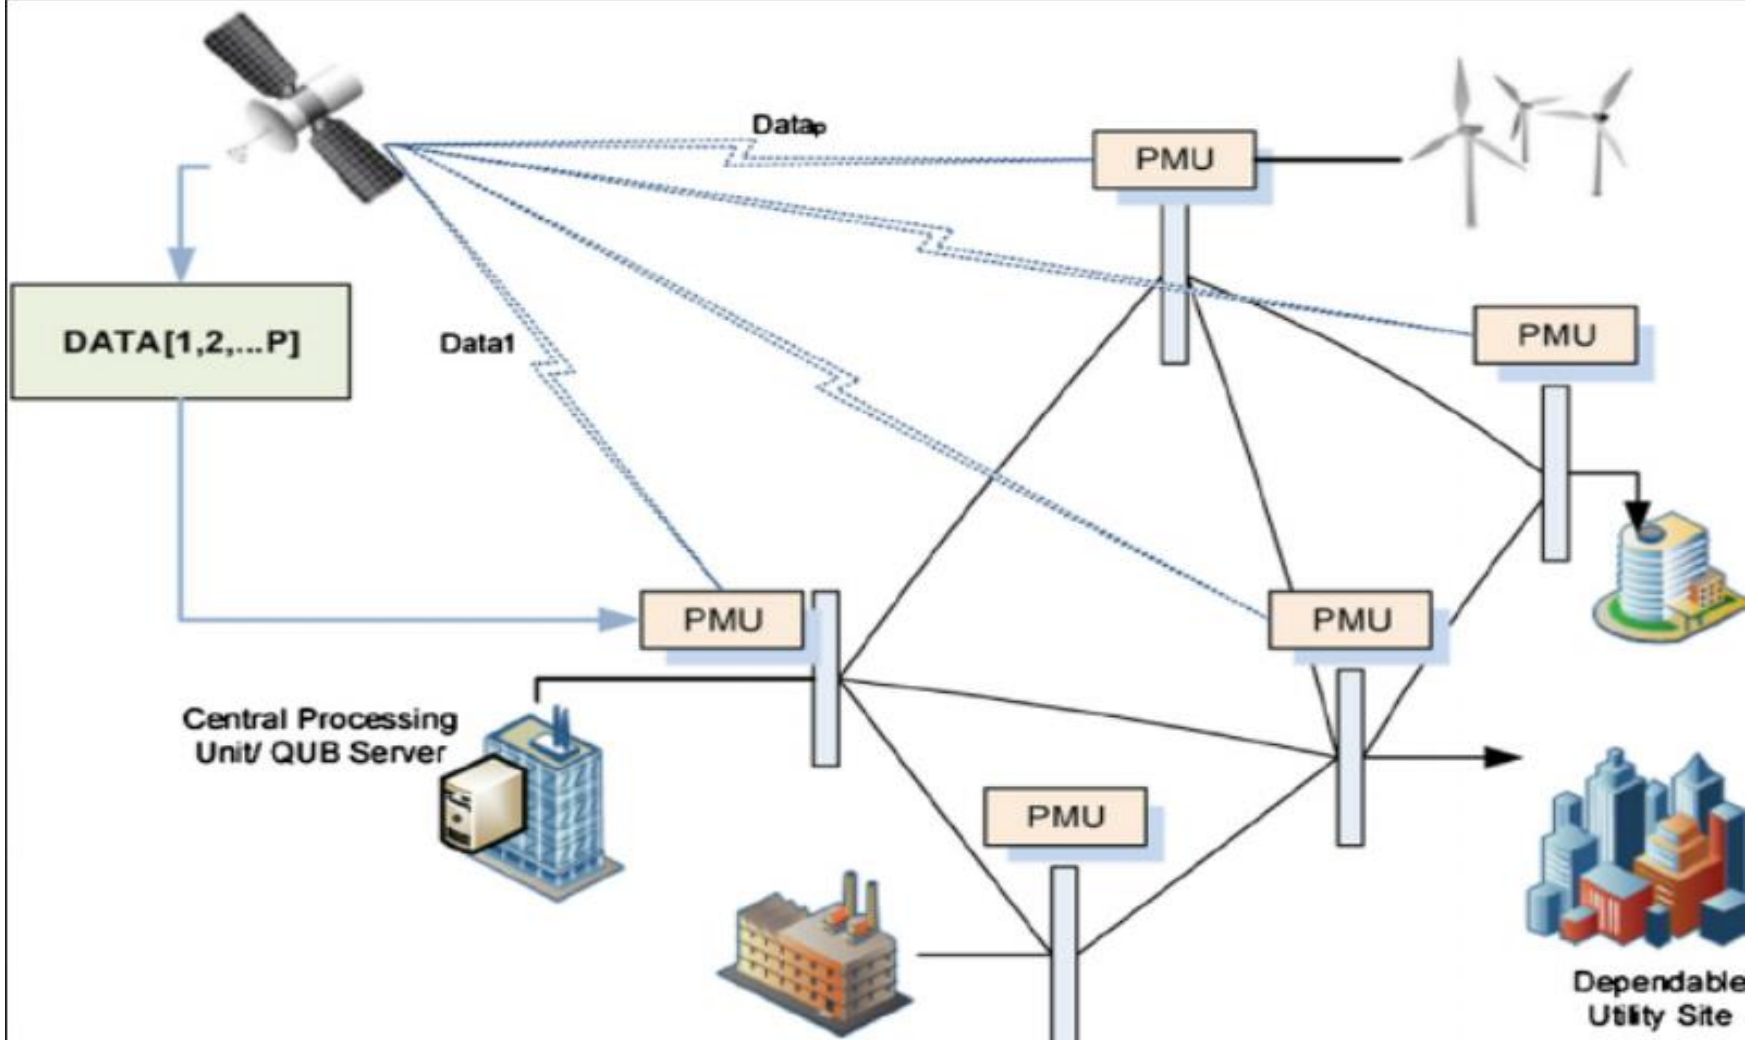 Datap
PMU
DATA[1,2,...P]
Data1
PMU
PMU
PMU
Central Processing
Unit/ QUB Server
PMU
Dependable
Utility Site